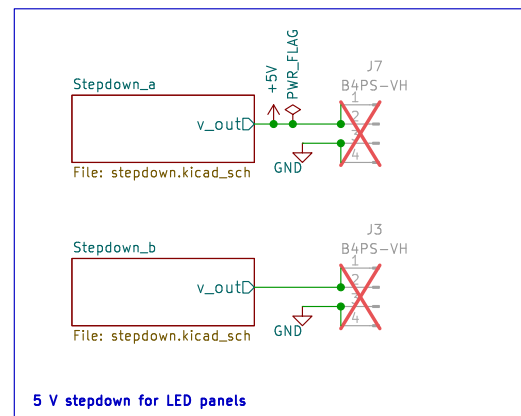 J7
B4PS-VH
+5V
PWR_FLAG
Stepdown_a
v_out
1
2
3
4
GND
File: stepdown.kicad_sch
J3
B4PS-VH
Stepdown_b
v_out
1
2
3
4
GND
File: stepdown.kicad_sch
5 V stepdown for LED panels